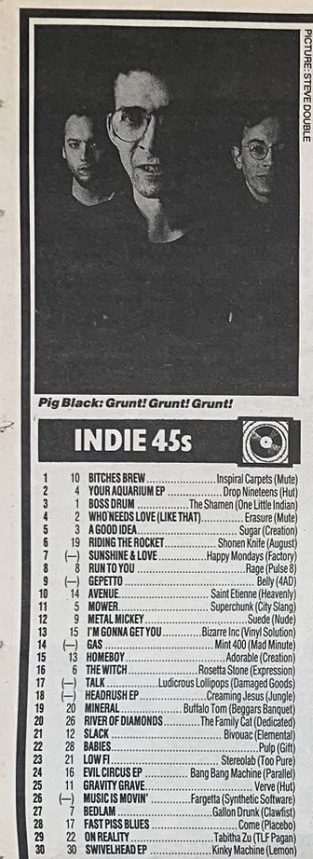 PICTURE: STEVE DOUBLE
Pig Black: Grunt! Grunt! Grunt!
INDIE 45s
1 10 BITCHES BREW ........................ Inspiral Carpets (Mute)
2 4 YOUR AQUARIUM EP .................. Drop Nineteens (Hut)
3 1 BOSS DRUM ............... The Shamen (One Little Indian)
4 2 WHO NEEDS LOVE (LIKE THAT) ............. Erasure (Mute)
5 3 A GOOD IDEA ................................ Sugar (Creation)
6 19 RIDING THE ROCKET .............. Shonen Knife (August)
7 (—) SUNSHINE & LOVE ............. Happy Mondays (Factory)
8 8 RUN TO YOU .................................. Rage (Pulse 8)
9 (—) GEPETTO ....................................... Belly (4AD)
10 14 AVENUE ........................... Saint Etienne (Heavenly)
11 5 MOWER ......................... Superchunk (City Slang)
12 9 METAL MICKEY .............................. Suede (Nude)
13 15 I'M GONNA GET YOU .......... Bizarre Inc (Vinyl Solution)
14 (—) GAS .............................. Mint 400 (Mad Minute)
15 13 HOMEBOY .............................. Adorable (Creation)
16 6 THE WITCH .................... Rosetta Stone (Expression)
17 (—) TALK ............. Ludicrous Lollipops (Damaged Goods)
18 (—) HEADRUSH EP ................. Creaming Jesus (Jungle)
19 20 MINERAL ................. Buffalo Tom (Beggars Banquet)
20 26 RIVER OF DIAMONDS ......... The Family Cat (Dedicated)
21 12 SLACK .............................. Bivouac (Elemental)
22 28 BABIES ........................................ Pulp (Gift)
23 21 LOW FI ............................ Stereolab (Too Pure)
24 16 EVIL CIRCUS EP ............ Bang Bang Machine (Parallel)
25 11 GRAVITY GRAVE .............................. Verve (Hut)
26 (—) MUSIC IS MOVIN' .......... Fargetta (Synthetic Software)
27 7 BEDLAM ......................... Gallon Drunk (Clawfist)
28 17 FAST PISS BLUES ......................... Come (Placebo)
29 22 ON REALITY ....................... Tabitha Zu (TLF Pagan)
30 30 SWIVELHEAD EP ................. Kinky Machine (Lemon)